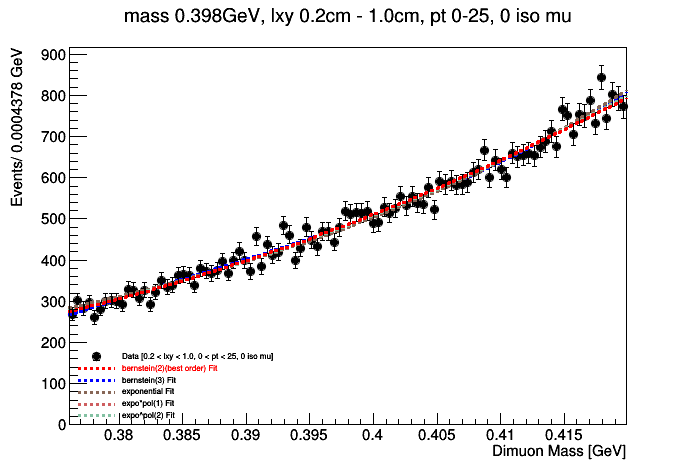 mass 0.398GeV, lxy 0.2cm - 1.0cm, pt 0-25, 0 iso mu
Events/ 0.0004378 GeV
900
800
700
600
500
400
300
200
100
0
Data [0.2 < lxy < 1.0, 0 < pt < 25, 0 iso mu]
bernstein(2)(best order) Fit
bernstein(3) Fit
exponential Fit
expo*pol(1) Fit
expo*pol(2) Fit
0.38 0.385 0.39 0.395 0.4 0.405 0.41 0.415
Dimuon Mass [GeV]